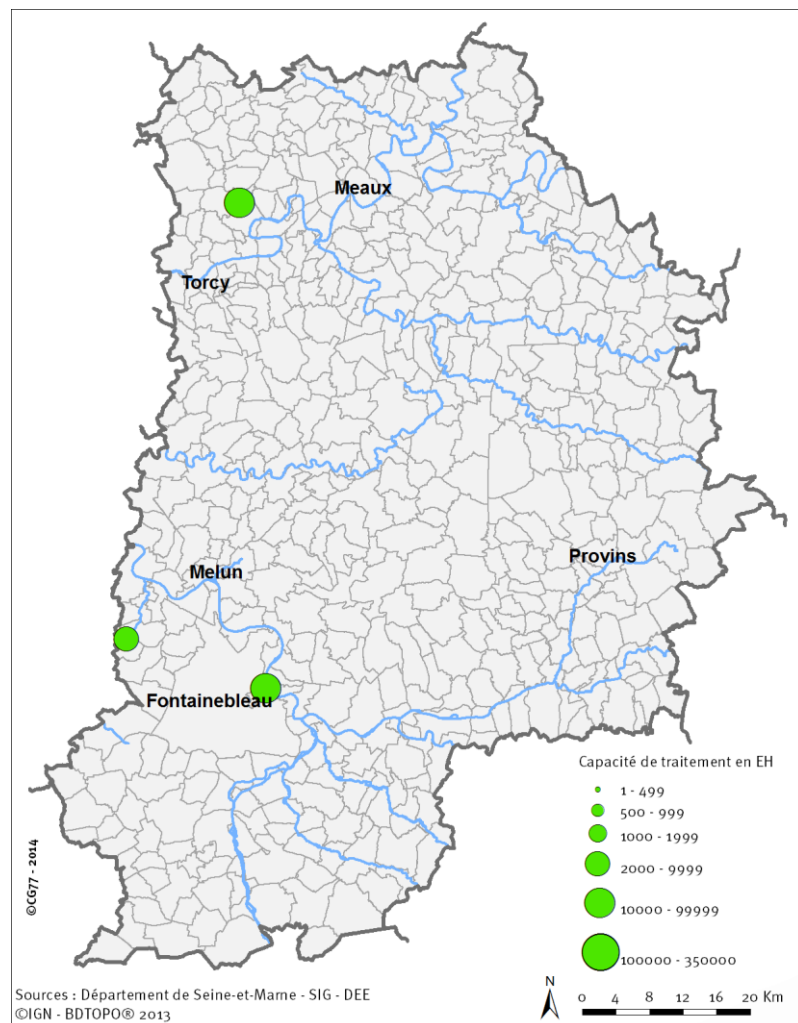 Meaux
Torcy
Provins
Melun
Fontainebleau
Capacité de traitement en EH
1 - 499
500 - 999
1000 - 1999
2000 - 9999
10000 - 99999
100000 - 350000
©CG77 - 2014
Sources : Département de Seine-et-Marne - SIG - DEE
©IGN - BDTOPO® 2013
N
0 4 8 12 16 20 Km